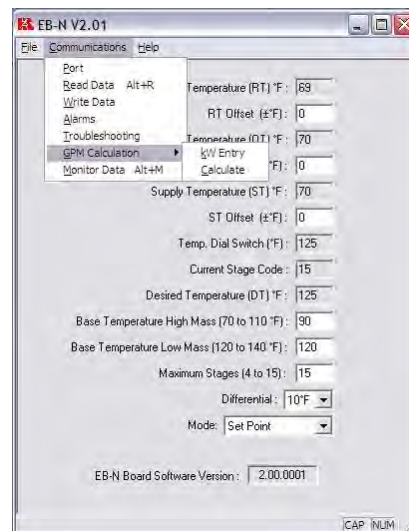 EB-N V2.01
File Communications Help
Port
Read Data Alt+R
Write Data
Alarms
Troubleshooting
GPM Calculation
Monitor Data Alt+M
kW Entry
Calculate
Temperature (RT) °F : 69
RT Offset (±°F) : 0
Temperature (OT) °F : 70
°F) : 0
Supply Temperature (ST) °F : 70
ST Offset (±°F) : 0
Temp. Dial Switch (°F) : 125
Current Stage Code : 15
Desired Temperature (DT) °F : 125
Base Temperature High Mass (70 to 110 °F) : 90
Base Temperature Low Mass (120 to 140 °F) : 120
Maximum Stages (4 to 15) : 15
Differential : 10°F
Mode: Set Point
EB-N Board Software Version : 2.00.0001
CAP NUM